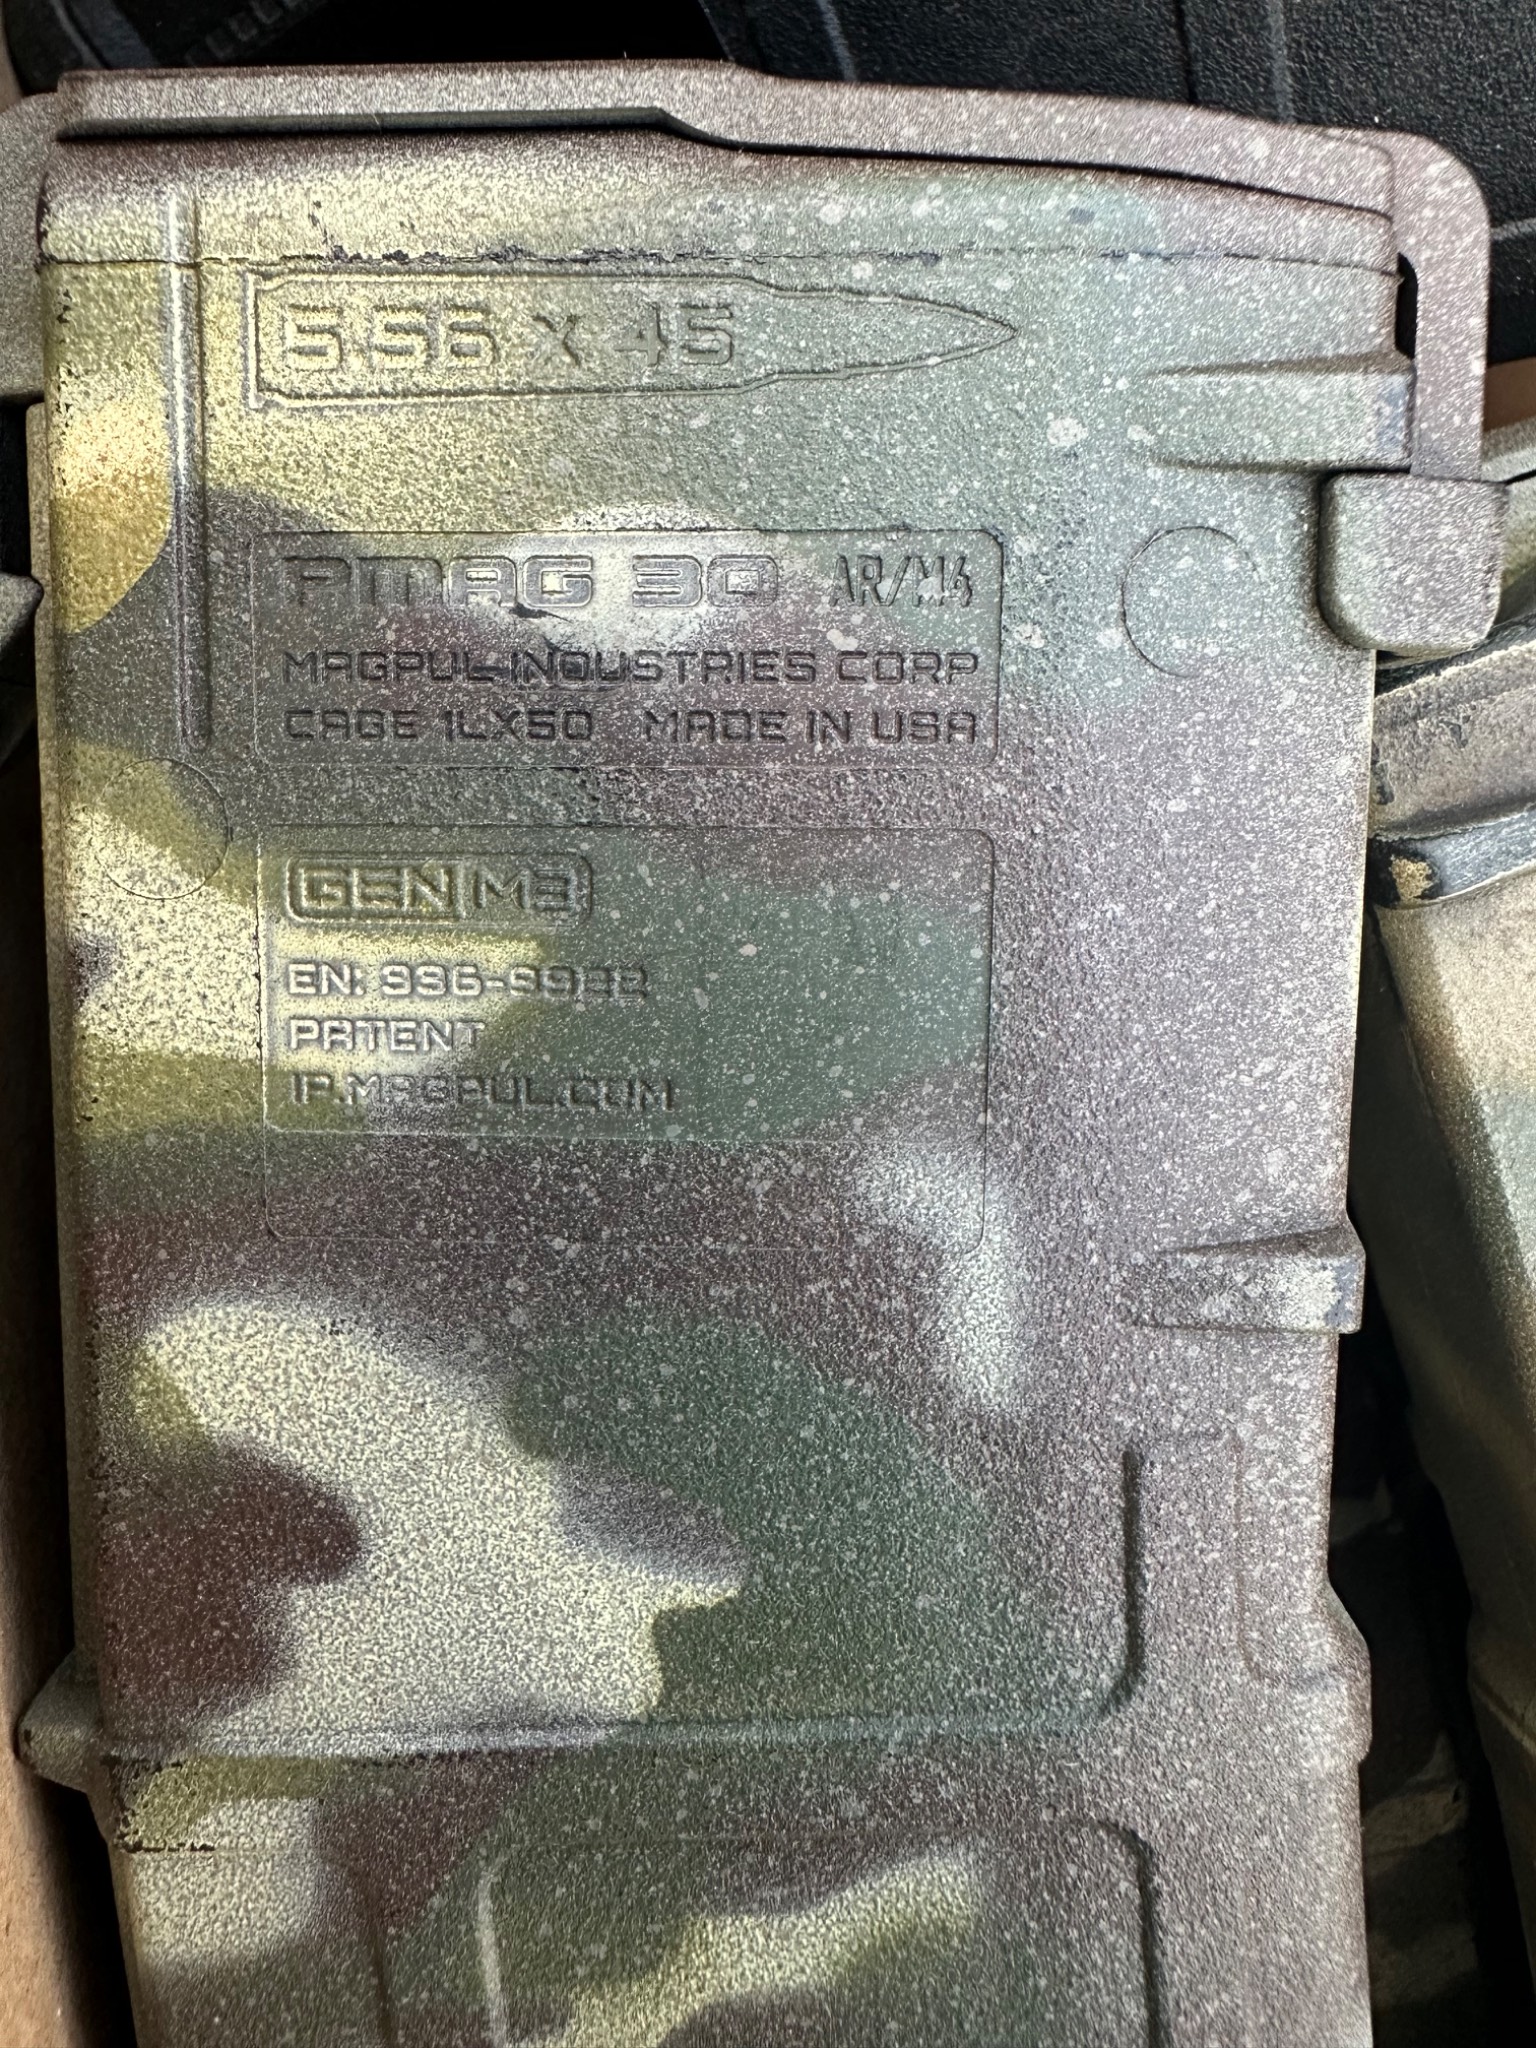 5.56 x 45
PMAG 30 AR/M4
MAGPUL INDUSTRIES CORP
CAGE 1LX50 MADE IN USA
GEN M3
EN:
PATENT
IP.MAGPUL.COM